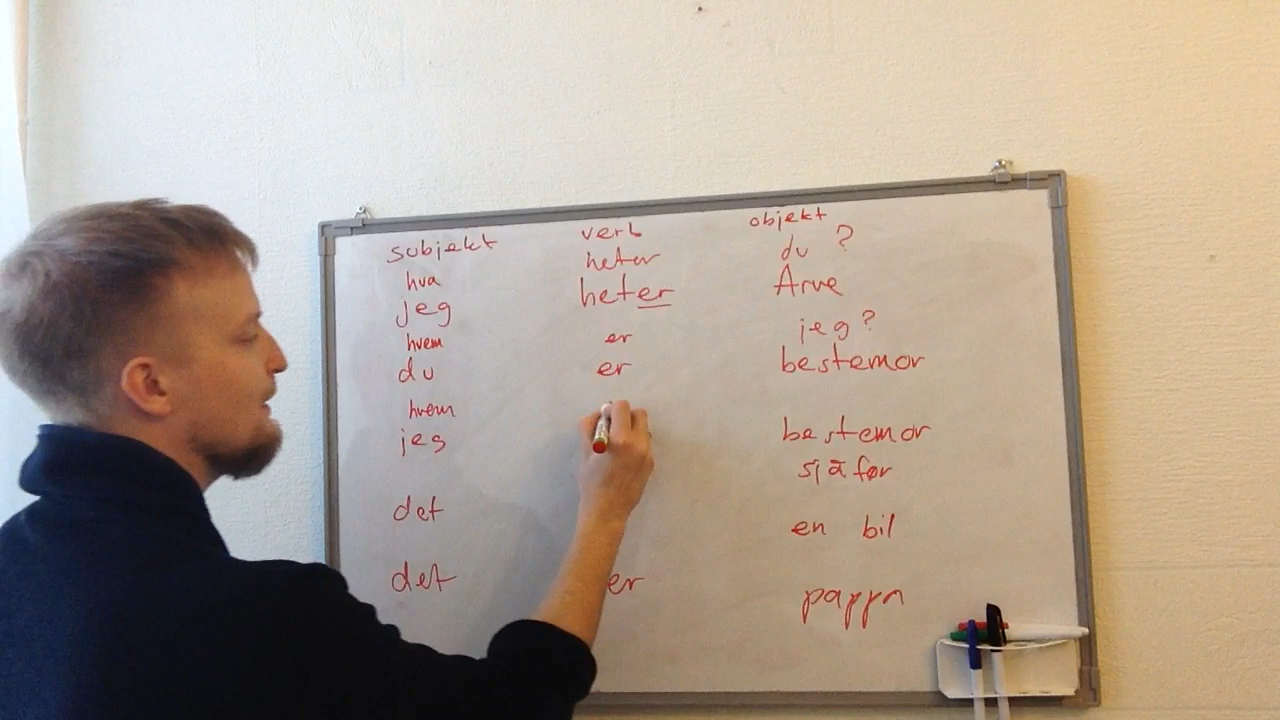 subjekt verb objekt
hva heter du ?
jeg heter Arve
hvem er jeg ?
du er bestemor
hvem
jeg bestemor
sjåfør
det en bil
det er pappa